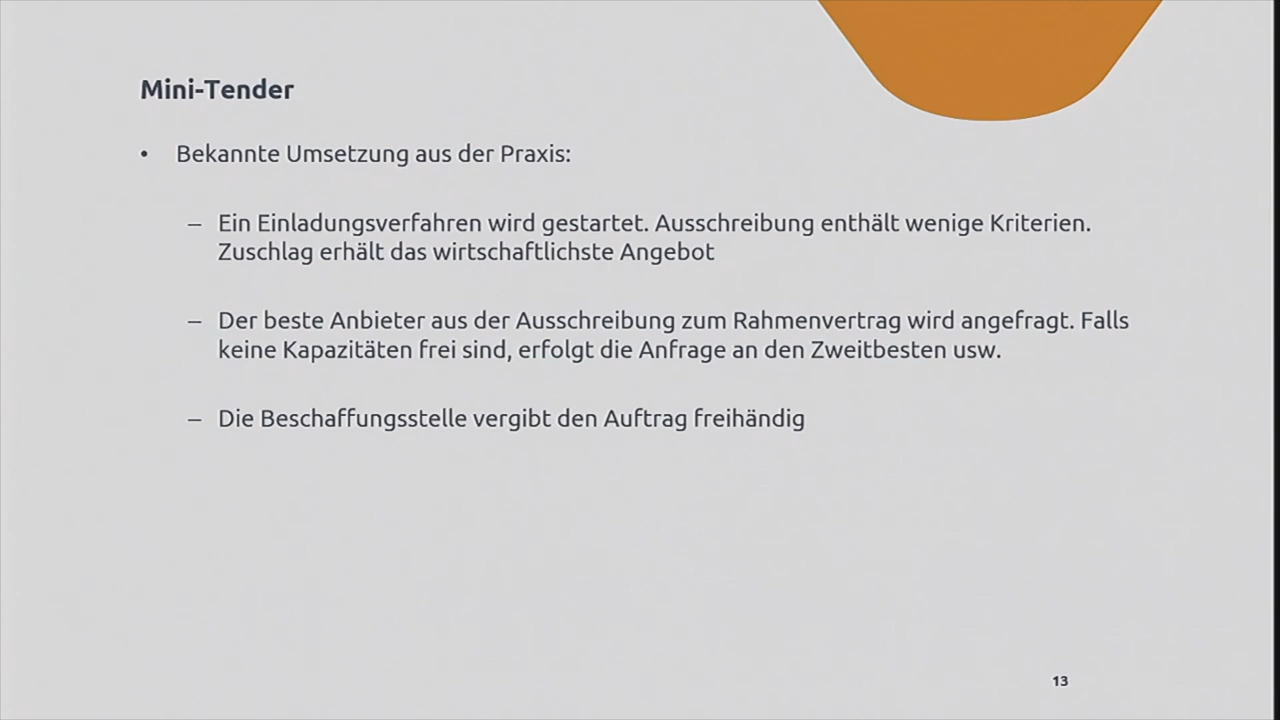 Mini-Tender
• Bekannte Umsetzung aus der Praxis:
– Ein Einladungsverfahren wird gestartet. Ausschreibung enthält wenige Kriterien.
Zuschlag erhält das wirtschaftlichste Angebot
– Der beste Anbieter aus der Ausschreibung zum Rahmenvertrag wird angefragt. Falls
keine Kapazitäten frei sind, erfolgt die Anfrage an den Zweitbesten usw.
– Die Beschaffungsstelle vergibt den Auftrag freihändig
13